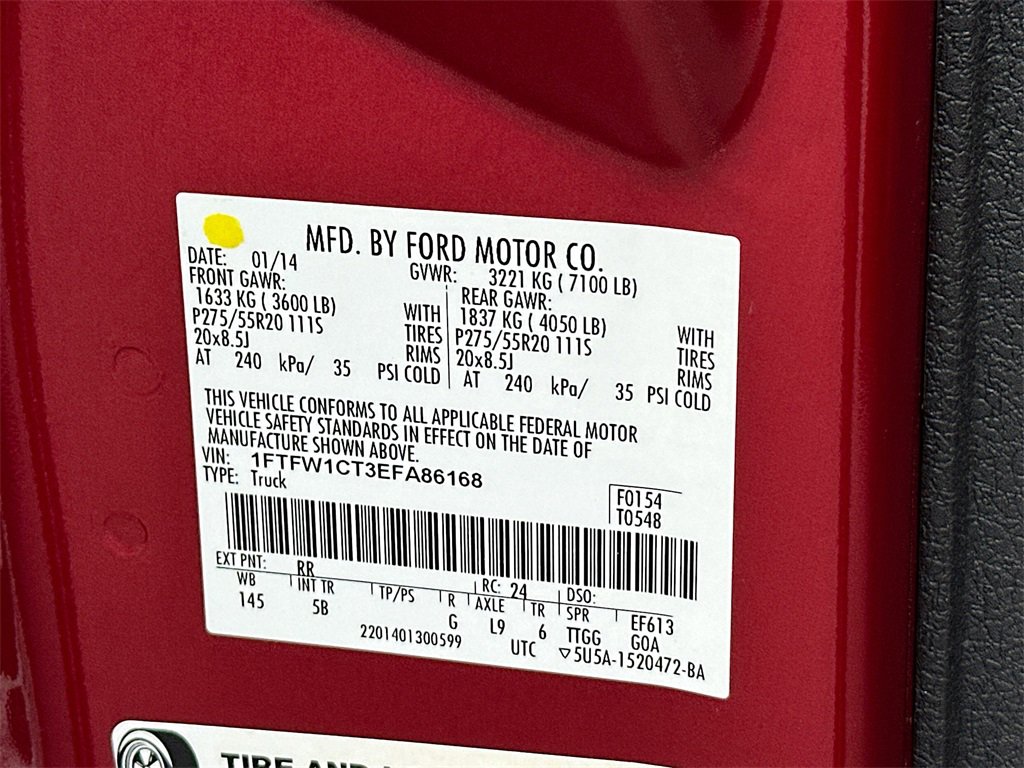 MFD. BY FORD MOTOR CO.
DATE: 01/14 GVWR: 3221 KG ( 7100 LB)
FRONT GAWR: REAR GAWR:
1633 KG ( 3600 LB) WITH 1837 KG ( 4050 LB) WITH
P275/55R20 111S TIRES P275/55R20 111S TIRES
20x8.5J RIMS 20x8.5J RIMS
AT 240 kPa/ 35 PSI COLD AT 240 kPa/ 35 PSI COLD
THIS VEHICLE CONFORMS TO ALL APPLICABLE FEDERAL MOTOR
VEHICLE SAFETY STANDARDS IN EFFECT ON THE DATE OF
MANUFACTURE SHOWN ABOVE.
VIN: 1FTFW1CT3EFA86168
TYPE: Truck
F0154
T0548
EXT PNT: RR RC: 24 DSO:
WB INT TR TP/PS R AXLE TR SPR EF613
145 5B G L9 6 TTGG GOA
2201401300599 UTC ▽5U5A-1520472-BA
TIRE AND